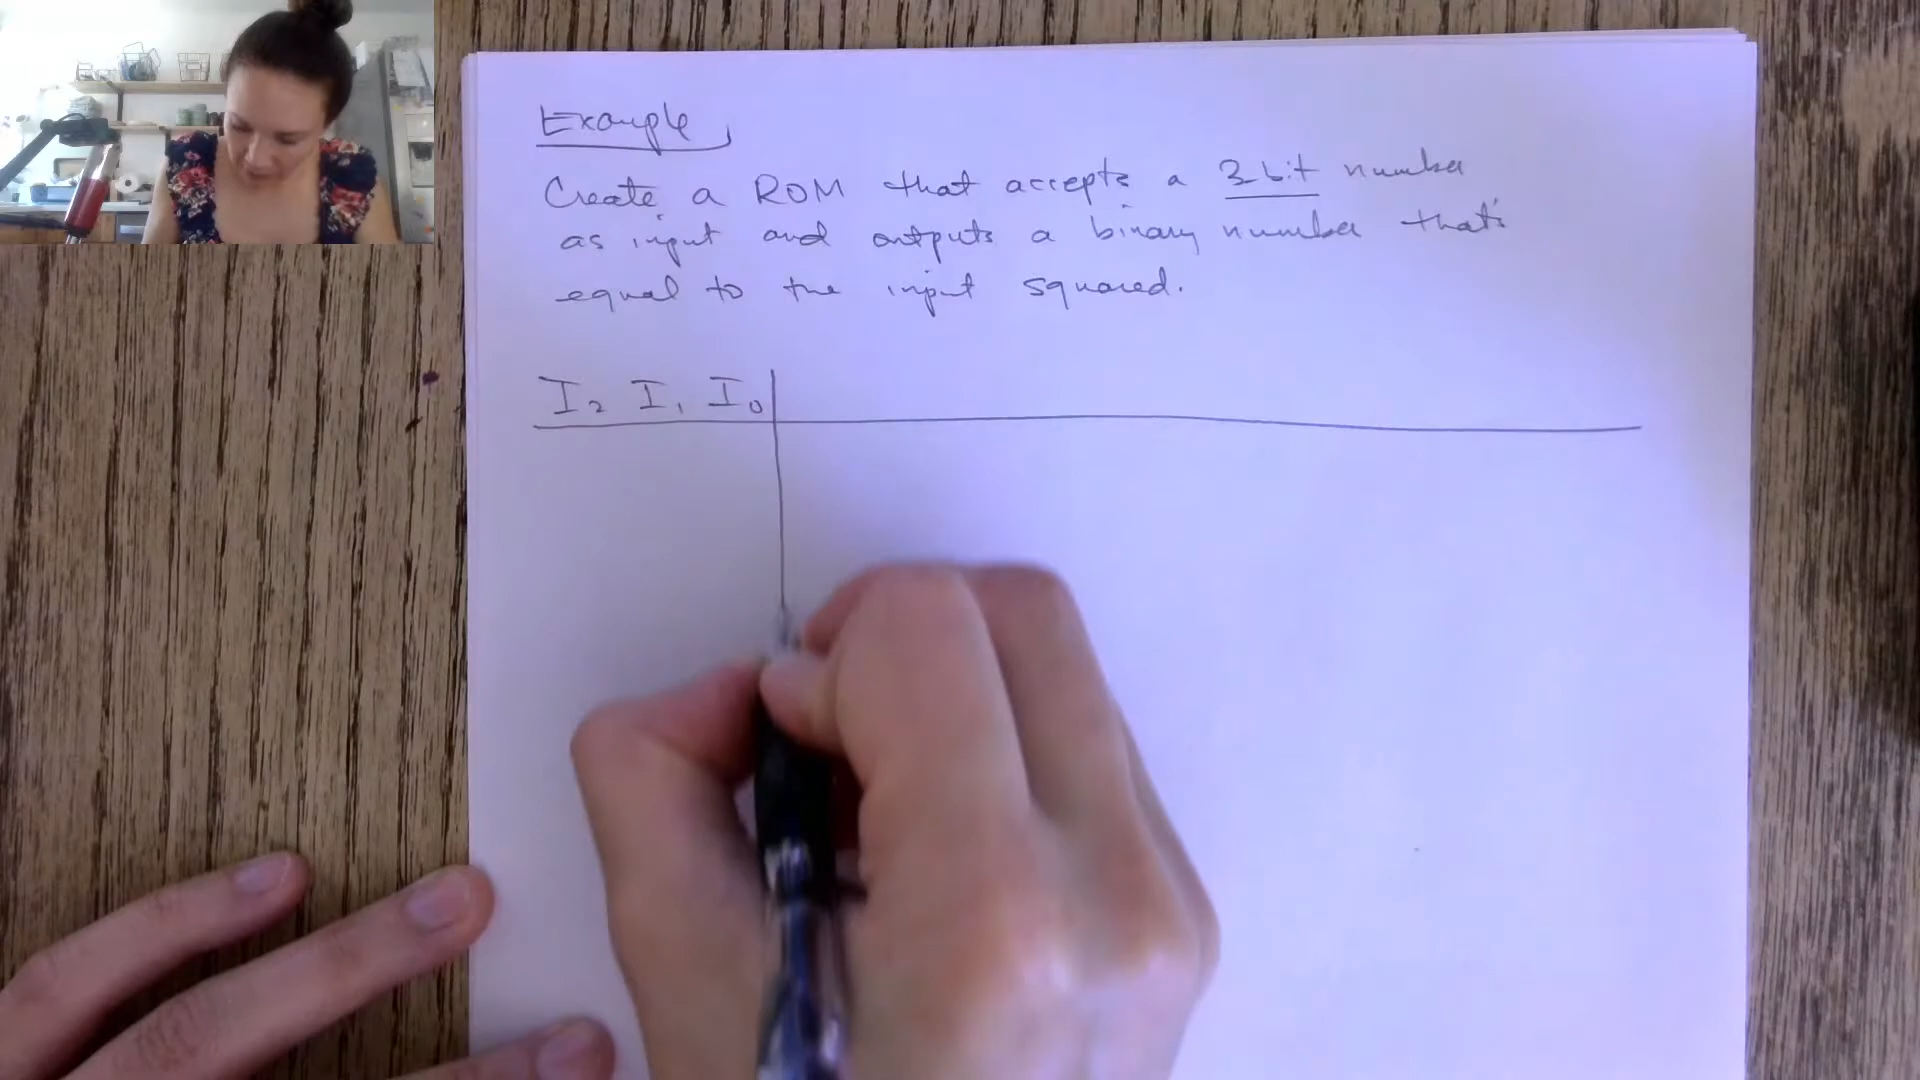 Example
Create a ROM that accepts a 3 bit number
as input and outputs a binary number that's
equal to the input squared.
I₂ I₁ I₀